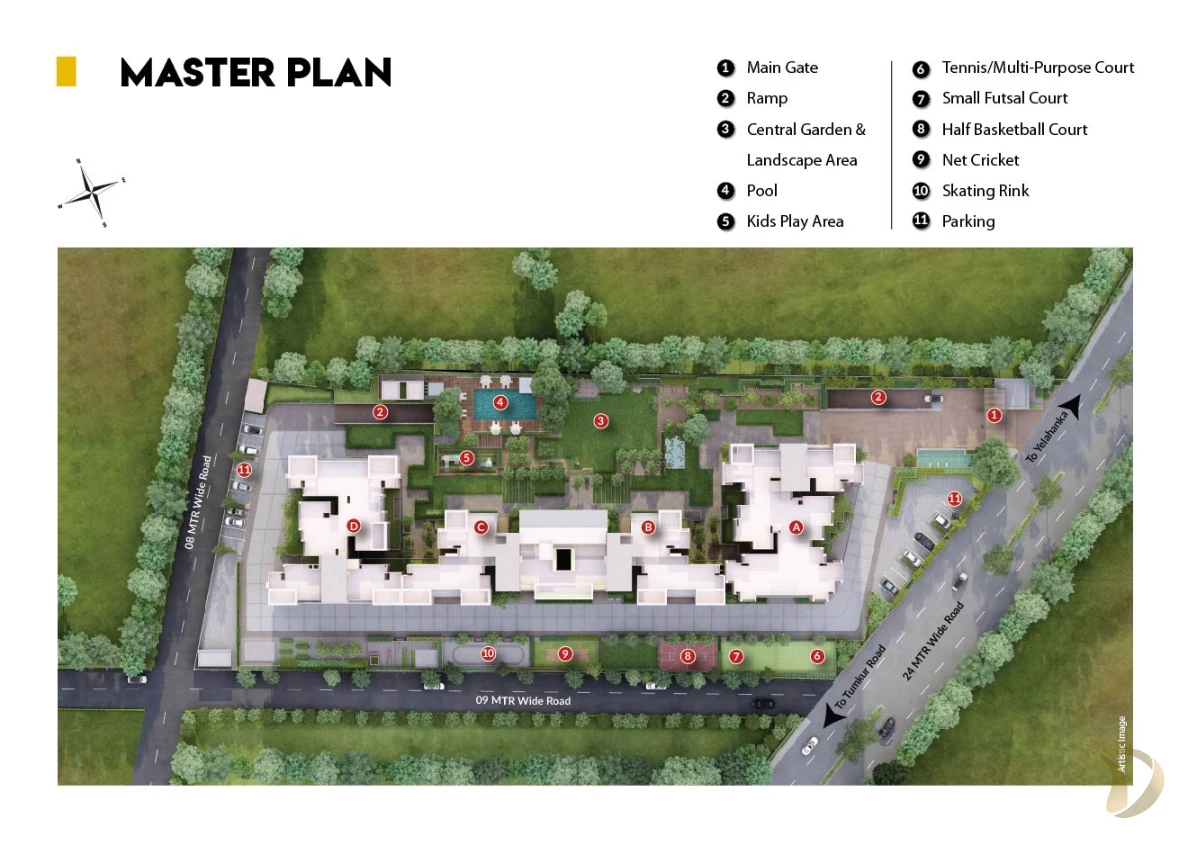 MASTER PLAN
1 Main Gate
2 Ramp
3 Central Garden &
Landscape Area
4 Pool
5 Kids Play Area
6 Tennis/Multi-Purpose Court
7 Small Futsal Court
8 Half Basketball Court
9 Net Cricket
10 Skating Rink
11 Parking
N
E
W
S
2
4
3
2
1
5
11
11
To Yelahanka
08 MTR Wide Road
D
C
B
A
10
9
8
7
6
09 MTR Wide Road
To Tumkur Road
24 MTR Wide Road
Artistic Image